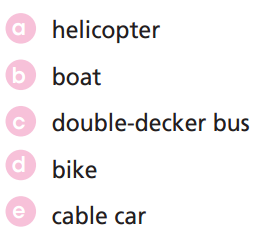 a helicopter
b boat
c double-decker bus
d bike
e cable car